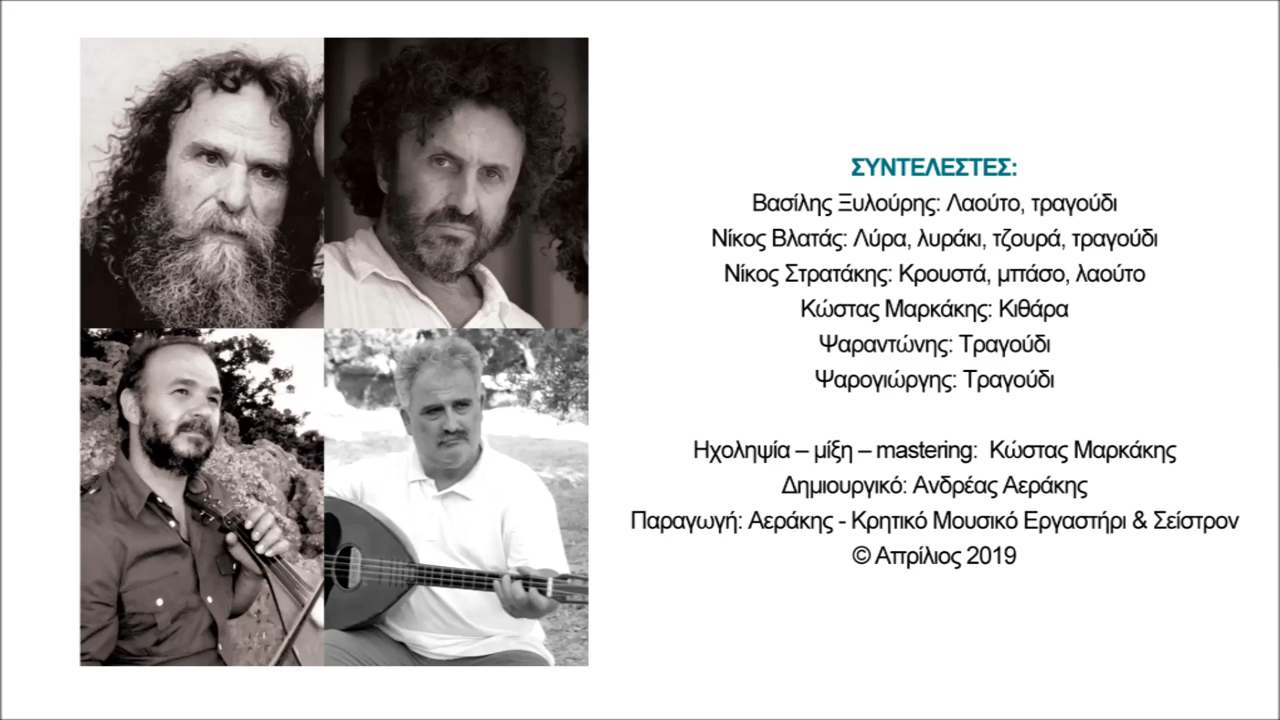 ΣΥΝΤΕΛΕΣΤΕΣ:
Βασίλης Ξυλούρης: Λαούτο, τραγούδι
Νίκος Βλατάς: Λύρα, λυράκι, τζουρά, τραγούδι
Νίκος Στρατάκης: Κρουστά, μπάσο, λαούτο
Κώστας Μαρκάκης: Κιθάρα
Ψαραντώνης: Τραγούδι
Ψαρογιώργης: Τραγούδι
Ηχοληψία – μίξη – mastering:  Κώστας Μαρκάκης
Δημιουργικό: Ανδρέας Αεράκης
Παραγωγή: Αεράκης - Κρητικό Μουσικό Εργαστήρι & Σείστρον
© Απρίλιος 2019